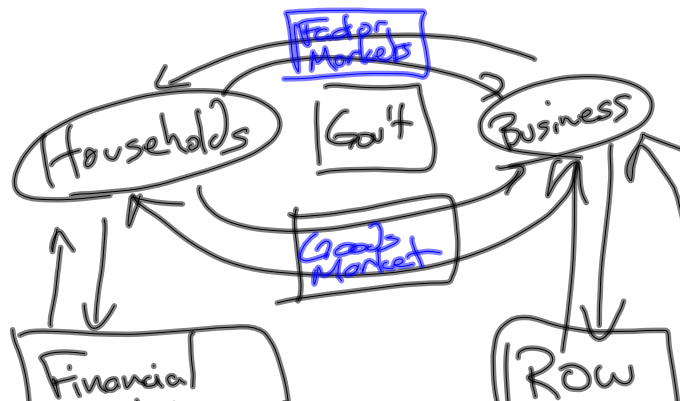 Factor
Markets
Households
Gov't
Business
Goods
Market
Financial
ROW